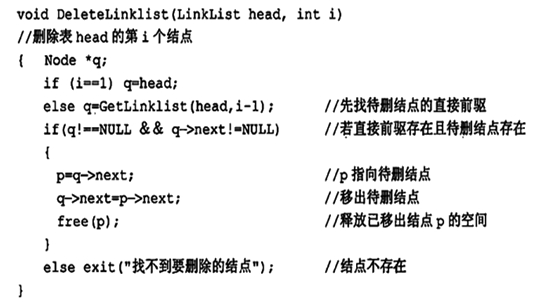 void DeleteLinklist(LinkList head, int i)
//删除表 head 的第 i 个结点
{ Node *q;
if (i==1) q=head;
else q=GetLinklist(head,i-1); //先找待删结点的直接前驱
if(q!==NULL && q->next!=NULL) //若直接前驱存在且待删结点存在
{
p=q->next; //p 指向待删结点
q->next=p->next; //移出待删结点
free(p); //释放已移出结点 p 的空间
}
else exit("找不到要删除的结点"); //结点不存在
}